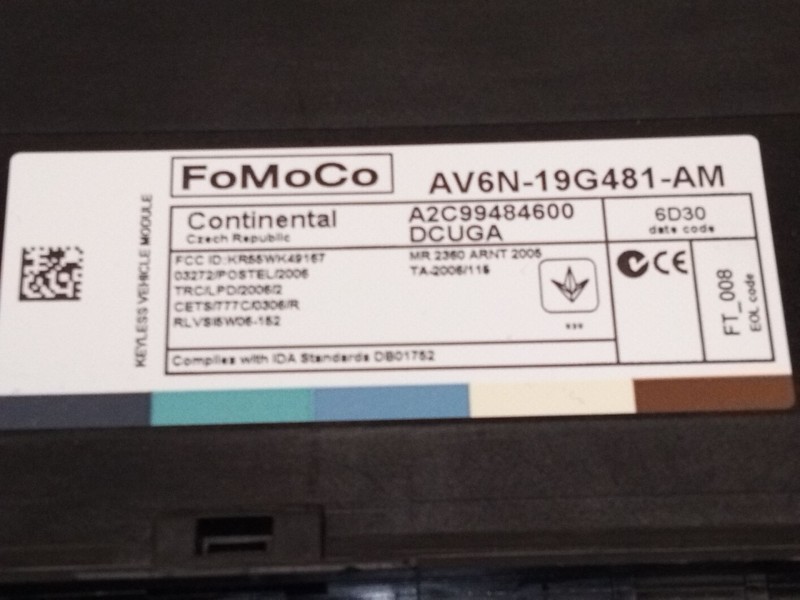 FoMoCo
AV6N-19G481-AM
KEYLESS VEHICLE MODULE
Continental
Czech Republic
A2C99484600
DCUGA
6D30
date code
FCC ID: KR55WK49167
03272/POSTEL/2006
TRC/LPD/2006/2
CETS/777C/0306/R
RLVSI5W06-152
MR 2360 ARNT 2006
TA-2006/115
***
CE
FT_008
EOL code
Complies with IDA Standards DB01752